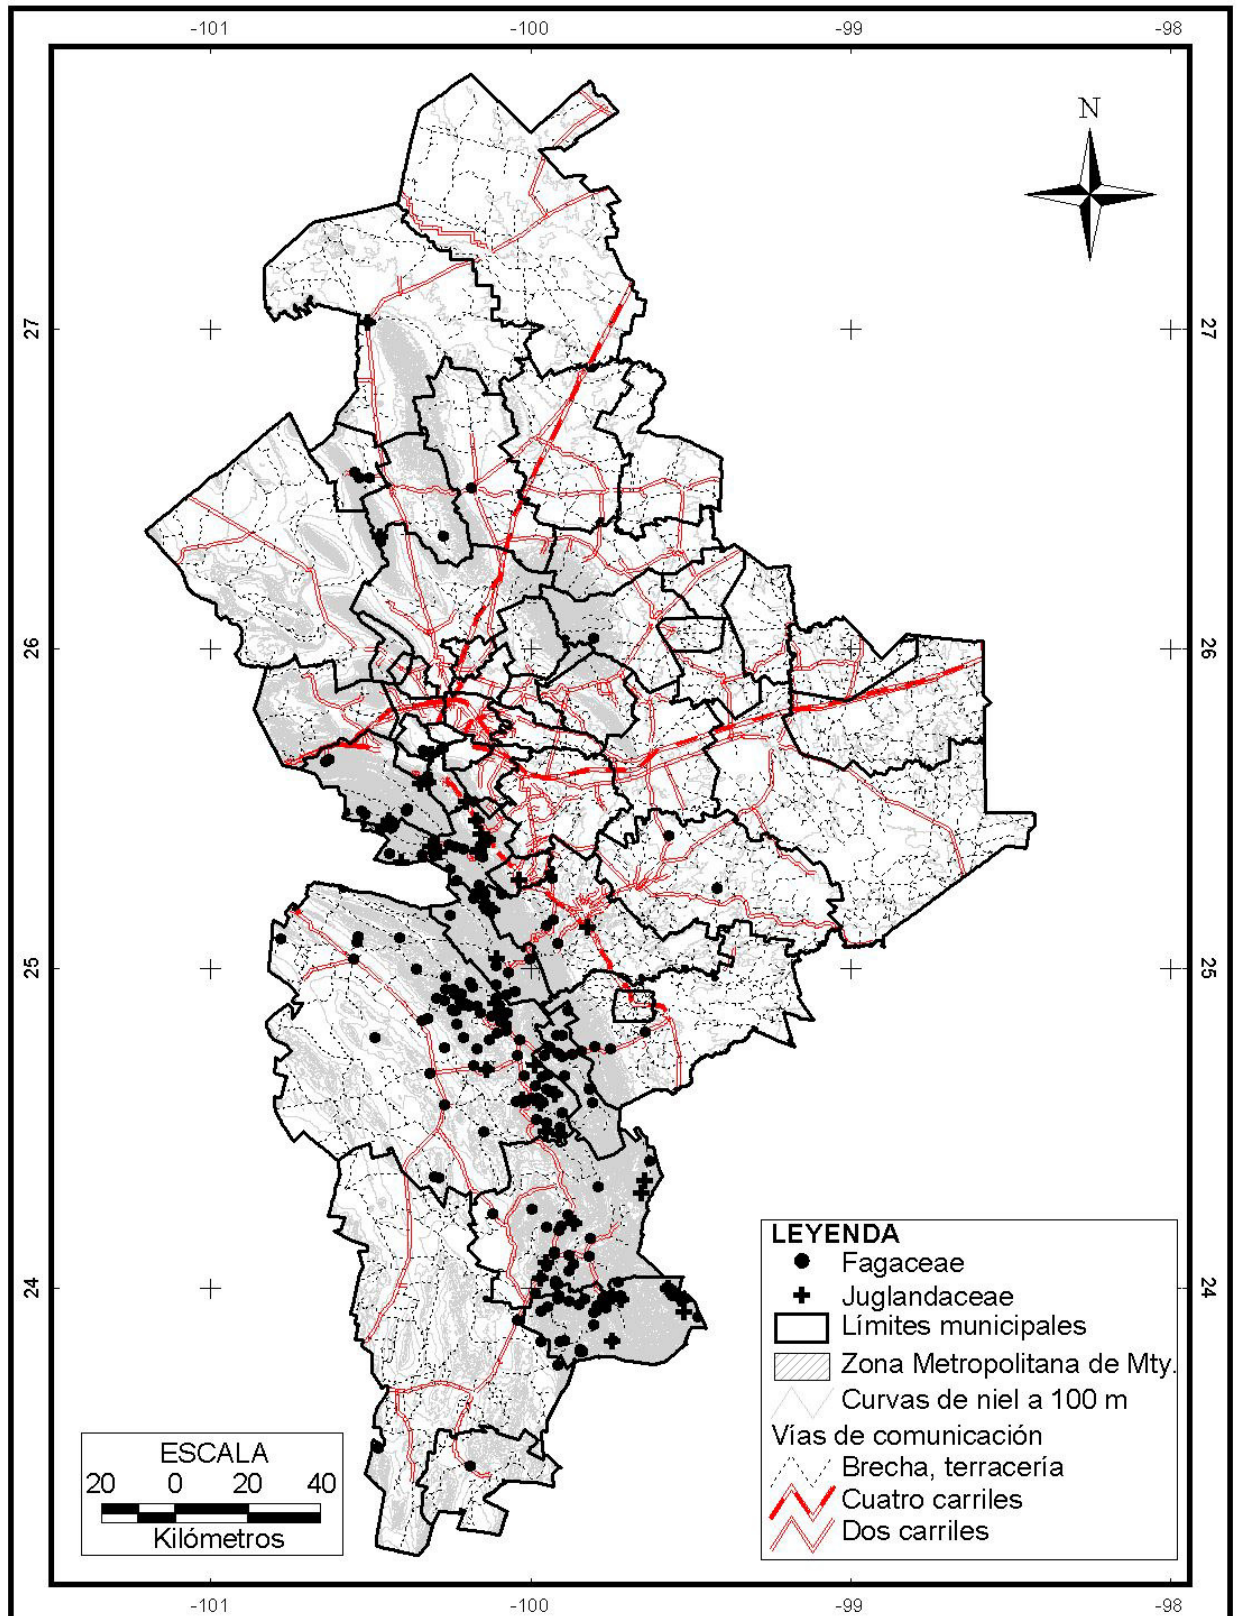 -101 -100 -99 -98
N
27 27
26 26
25 25
24 24
LEYENDA
Fagaceae
Juglandaceae
Límites municipales
Zona Metropolitana de Mty.
Curvas de niel a 100 m
Vías de comunicación
Brecha, terracería
Cuatro carriles
Dos carriles
ESCALA
20 0 20 40
Kilómetros
-101 -100 -99 -98